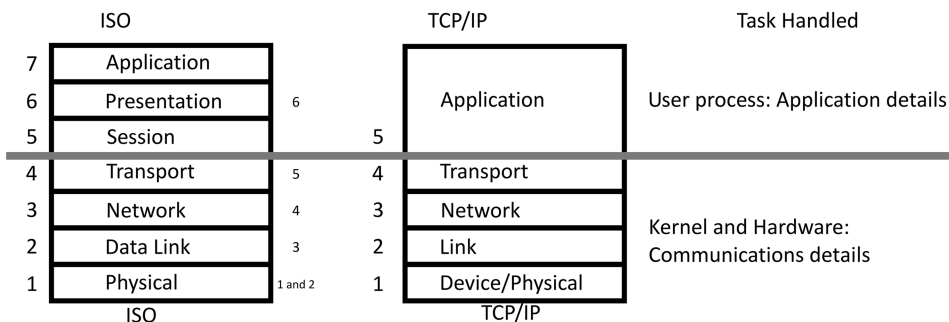 ISO TCP/IP Task Handled
7 Application
6 Presentation 6 Application User process: Application details
5 Session 5
4 Transport 5 4 Transport
3 Network 4 3 Network
Kernel and Hardware:
2 Data Link 3 2 Link
Communications details
1 Physical 1 and 2 1 Device/Physical
ISO TCP/IP